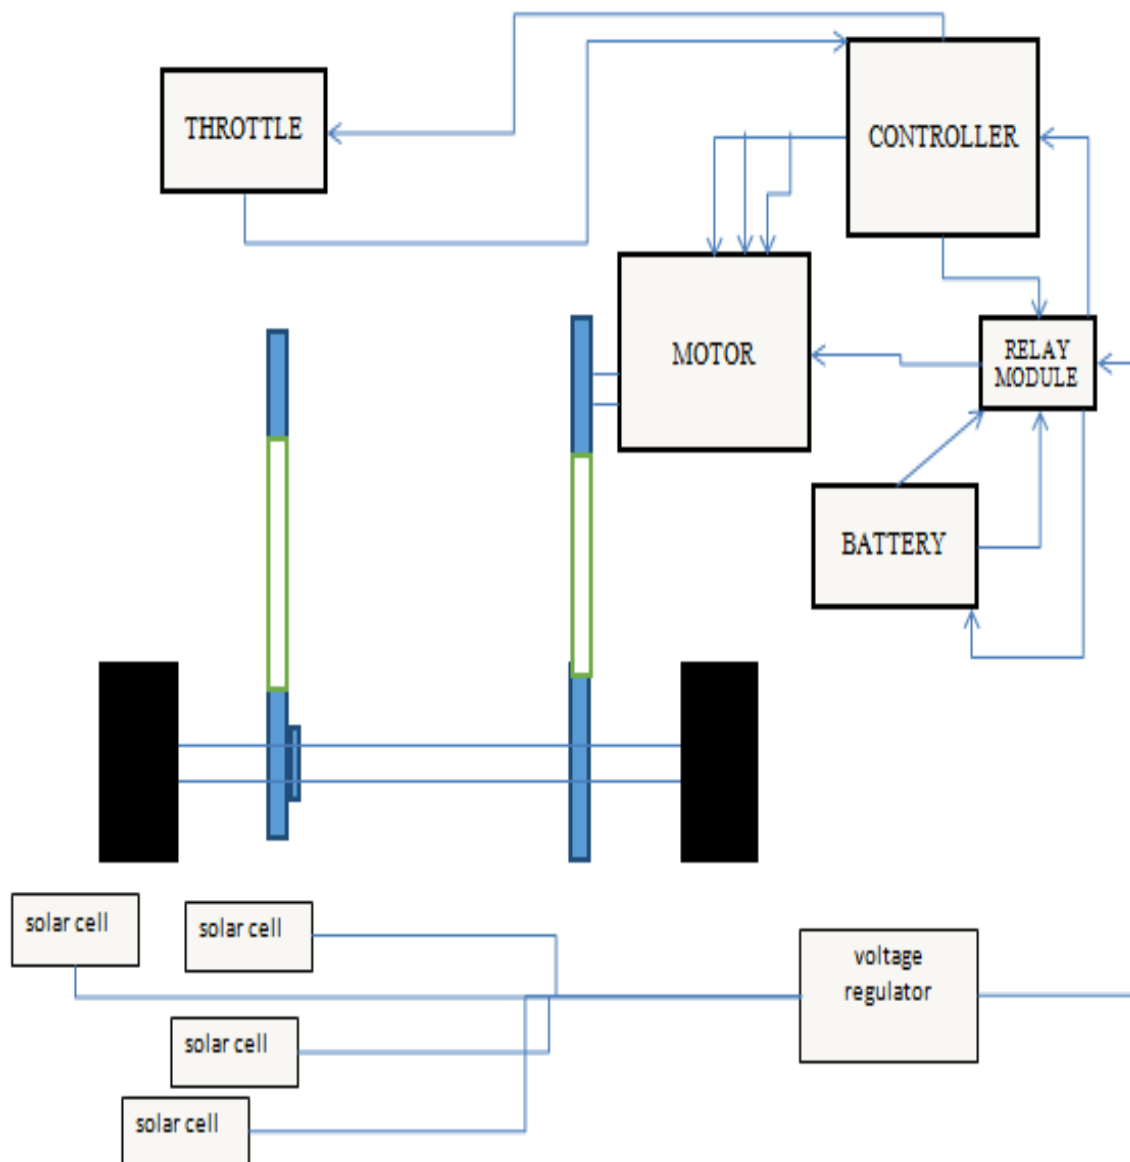 THROTTLE
CONTROLLER
MOTOR
RELAY
MODULE
BATTERY
solar cell
solar cell
voltage
regulator
solar cell
solar cell